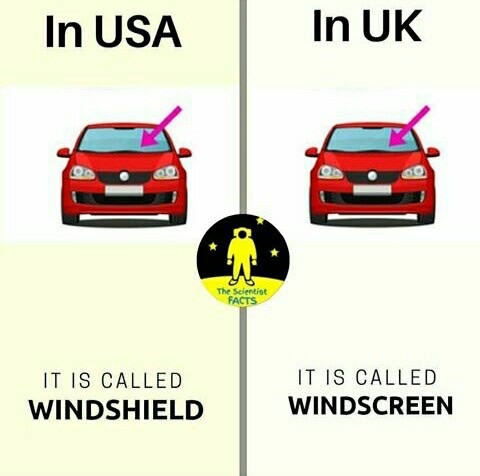 In USA
IT IS CALLED
WINDSHIELD
In UK
IT IS CALLED
WINDSCREEN
The Scientist
FACTS